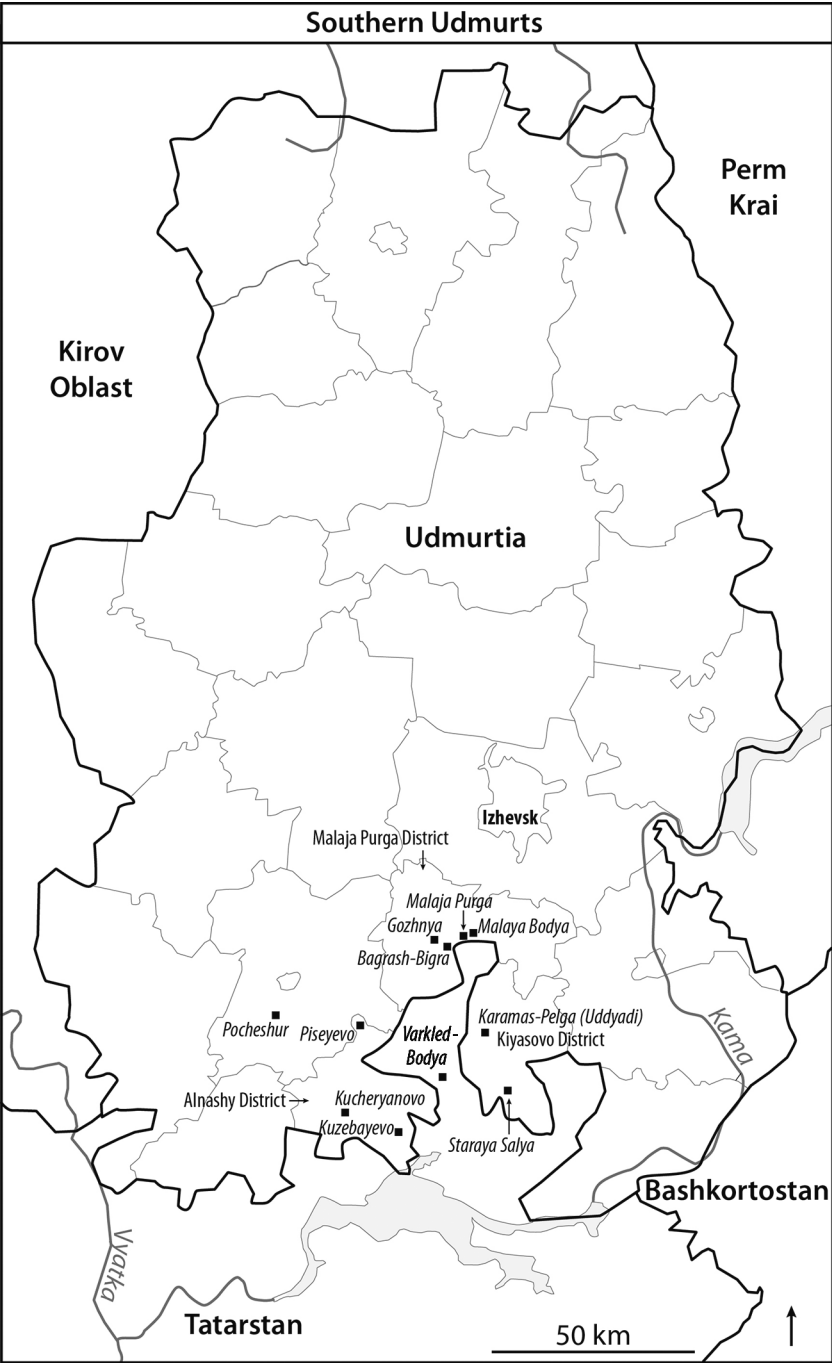 Southern Udmurts
Perm
Krai
Kirov
Oblast
Udmurtia
Izhevsk
Malaja Purga District
Malaja Purga
Gozhnya
Malaya Bodya
Bagrash-Bigra
Karamas-Pelga (Uddyadi)
Pocheshur
Piseyevo
Varkled-
Bodya
Kiyasovo District
Kama
Alnashy District
Kucheryanovo
Kuzebayevo
Staraya Salya
Bashkortostan
Vyatka
Tatarstan
50 km